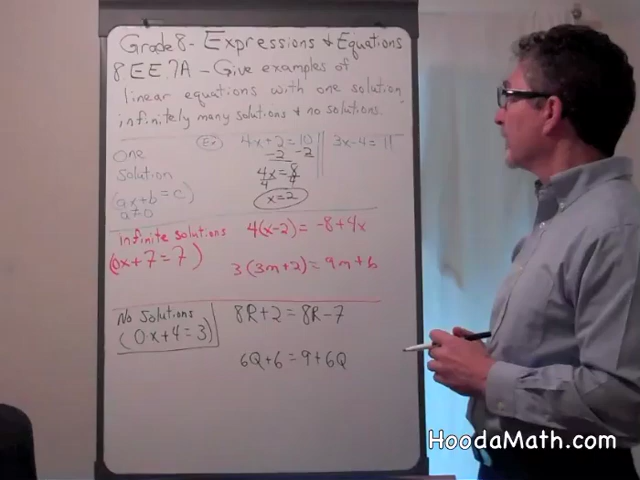 Grade 8 - Expressions & Equations
8.EE.7A - Give examples of
linear equations with one solution,
infinitely many solutions & no solutions.
One
Solution
(ax+b=c)
a≠0
Ex
4x+2=10
-2 -2
4x=8
4 4
x=2
3x-4=11
Infinite solutions
(0x+7=7)
4(x-2)= -8+4x
3(3m+2)=9m+6
No Solutions
(0·x+4=3)
8R+2=8R-7
6Q+6=9+6Q
HoodaMath.com